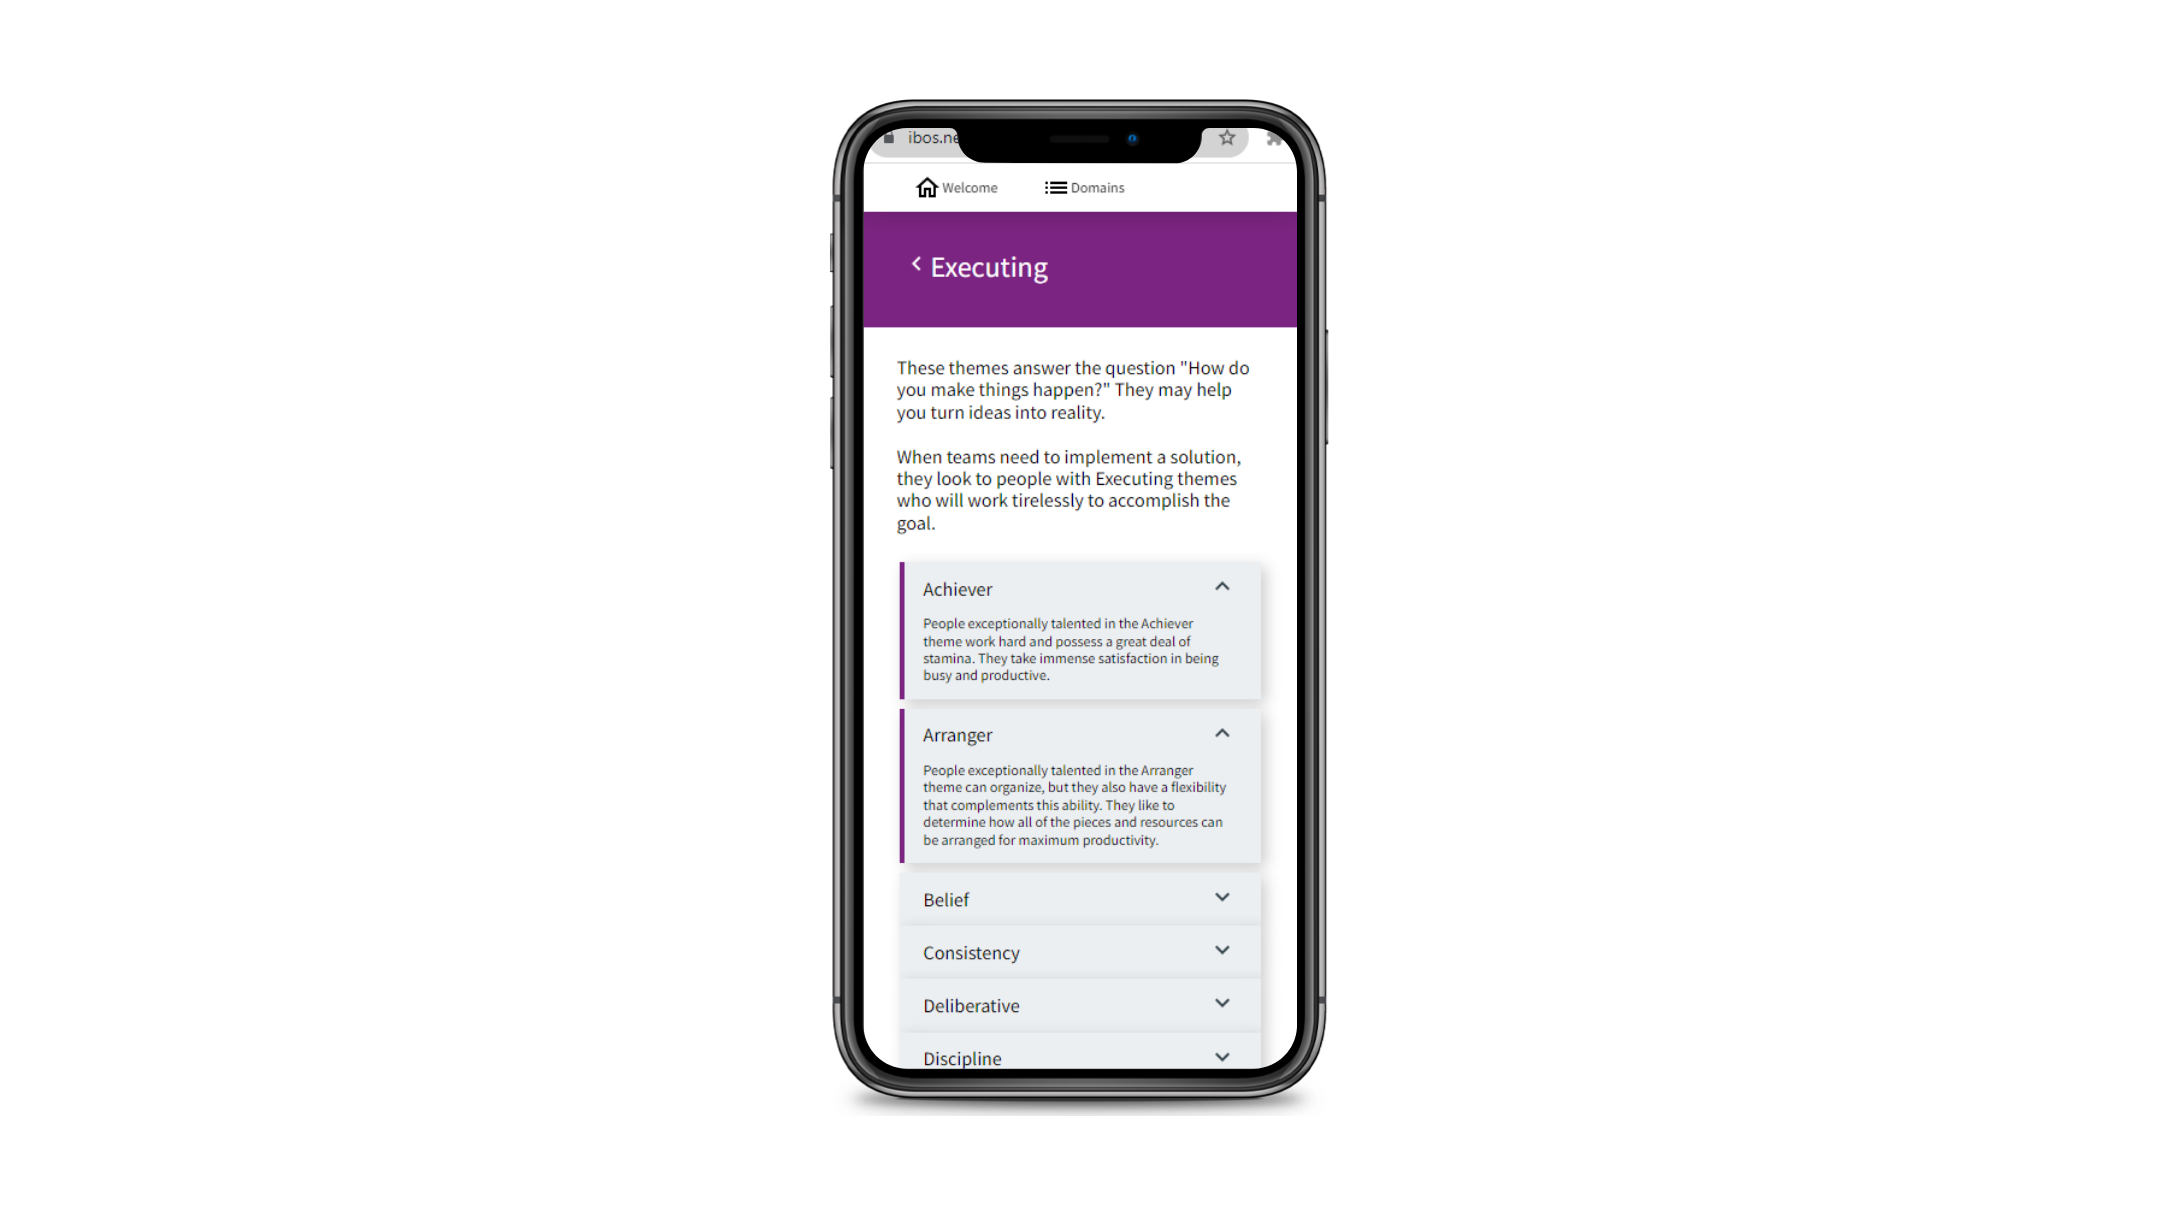 ibos.ne
Welcome
Domains
Executing
These themes answer the question "How do
you make things happen?" They may help
you turn ideas into reality.
When teams need to implement a solution,
they look to people with Executing themes
who will work tirelessly to accomplish the
goal.
Achiever
People exceptionally talented in the Achiever
theme work hard and possess a great deal of
stamina. They take immense satisfaction in being
busy and productive.
Arranger
People exceptionally talented in the Arranger
theme can organize, but they also have a flexibility
that complements this ability. They like to
determine how all of the pieces and resources can
be arranged for maximum productivity.
Belief
Consistency
Deliberative
Discipline